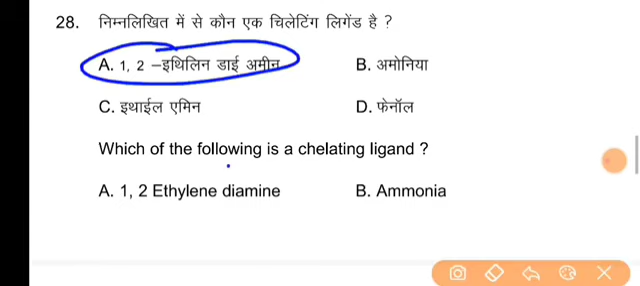 28. निम्नलिखित में से कौन एक चिलेटिंग लिगेंड है ?
A. 1, 2 –इथिलिन डाई अमीन B. अमोनिया
C. इथाईल एमिन D. फेनॉल
Which of the following is a chelating ligand ?
A. 1, 2 Ethylene diamine B. Ammonia